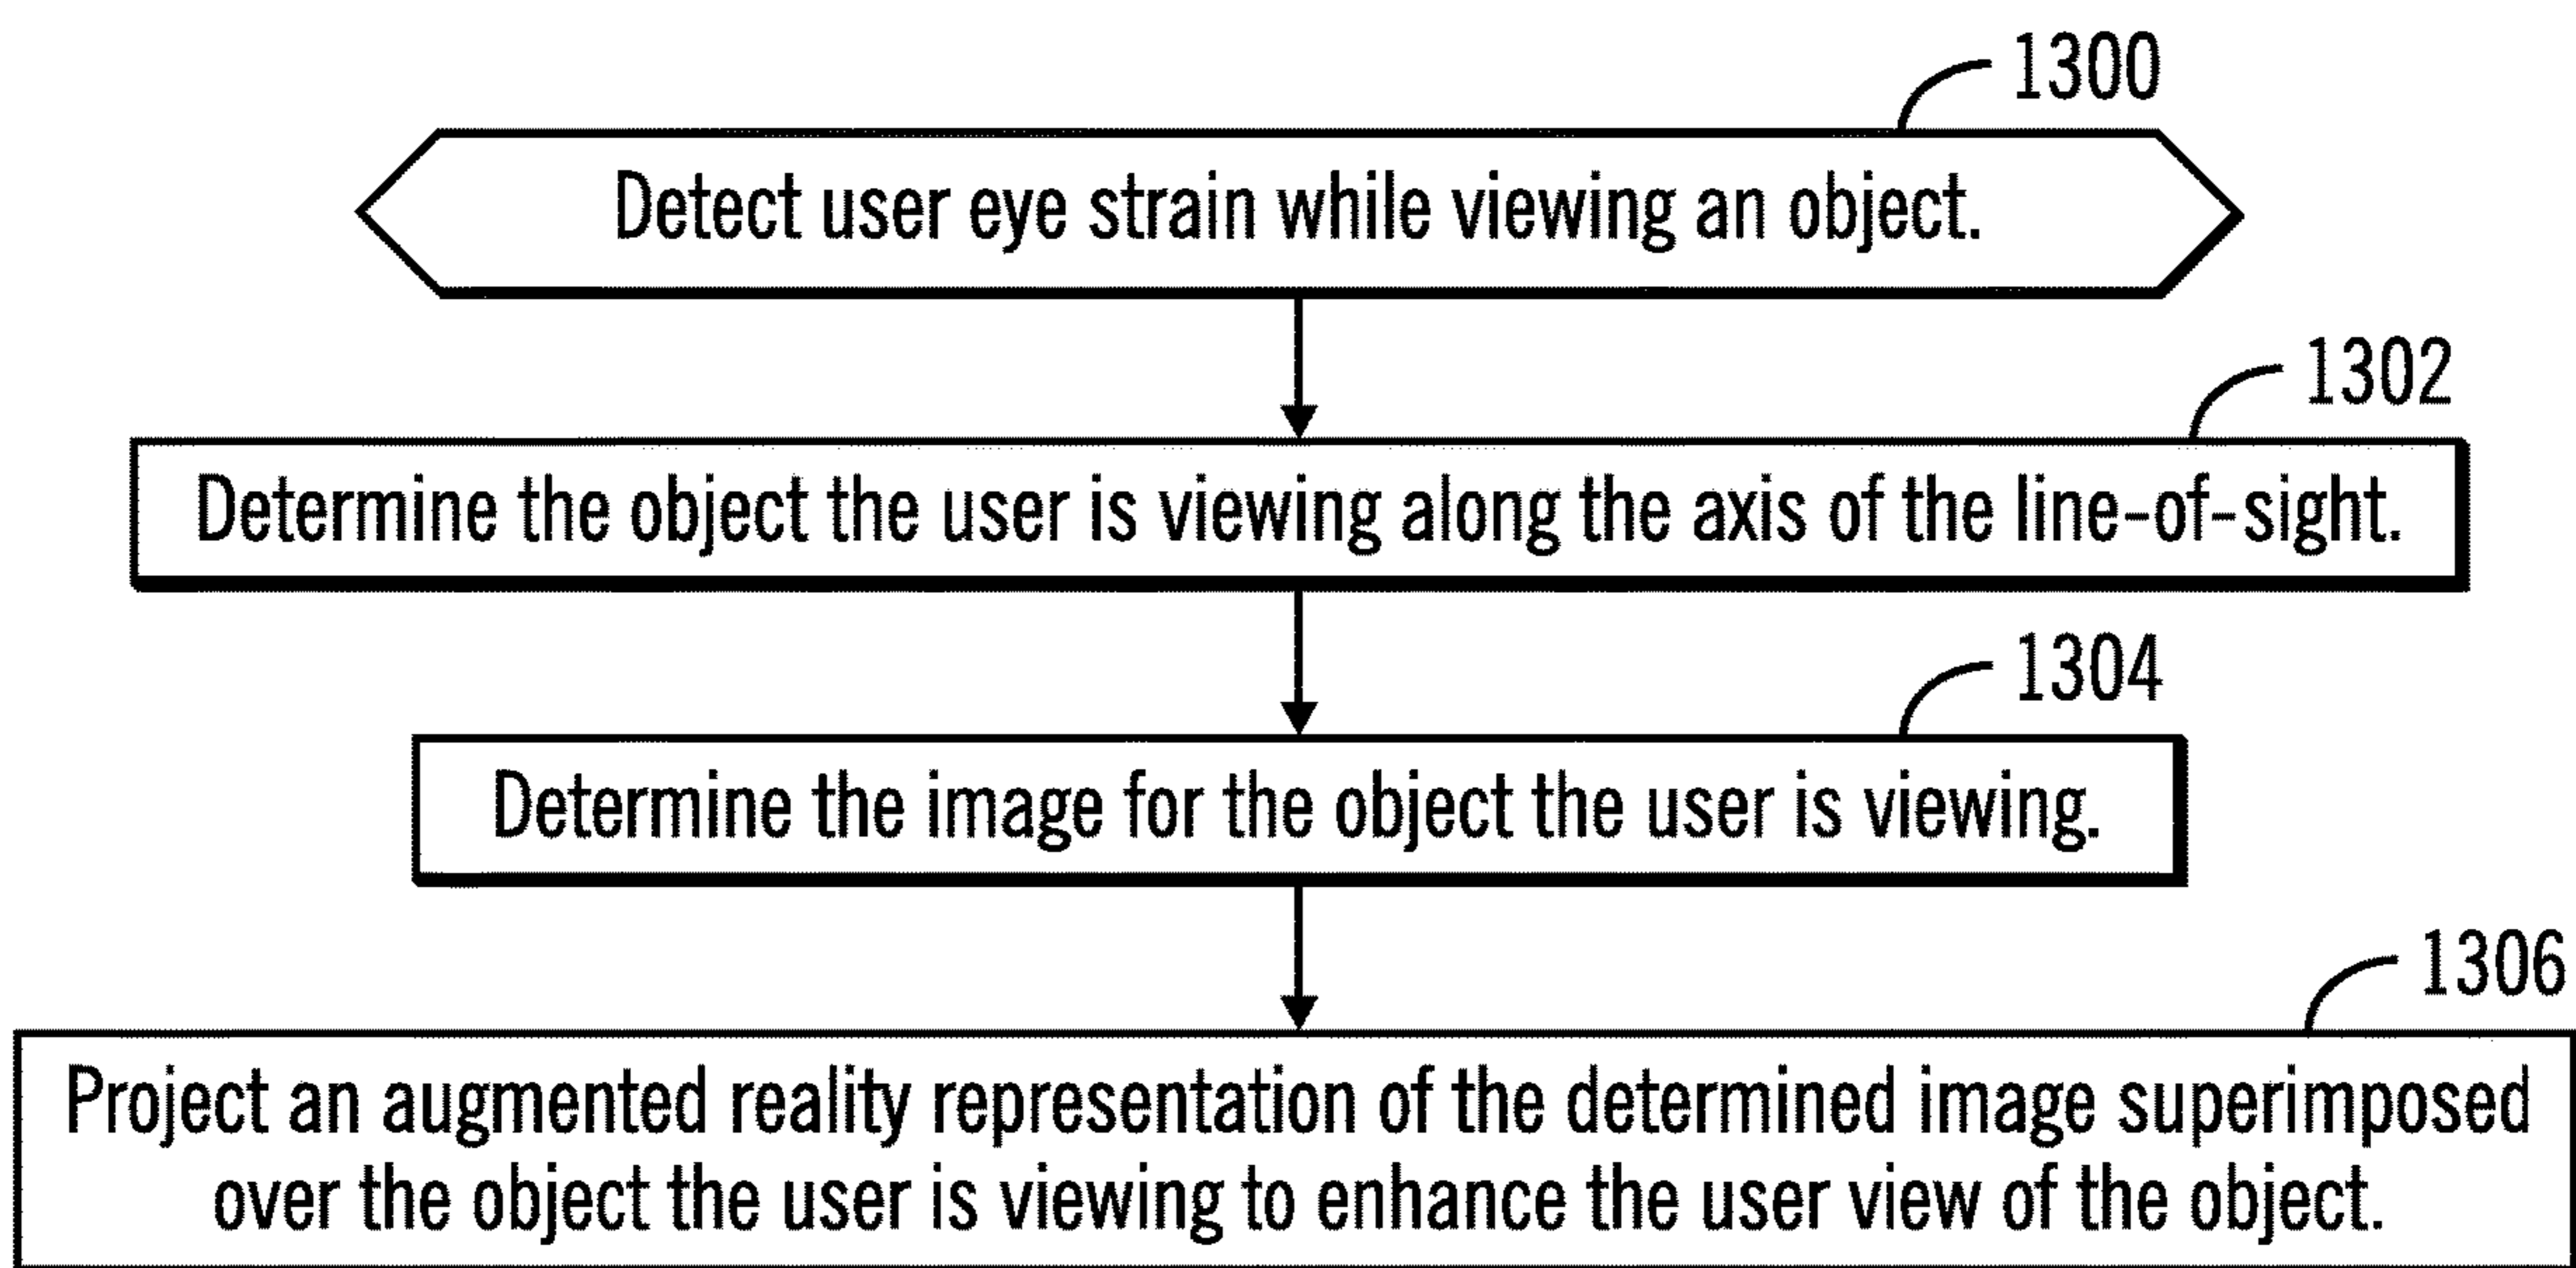 1300
Detect user eye strain while viewing an object.
1302
Determine the object the user is viewing along the axis of the line-of-sight.
1304
Determine the image for the object the user is viewing.
1306
Project an augmented reality representation of the determined image superimposed
over the object the user is viewing to enhance the user view of the object.